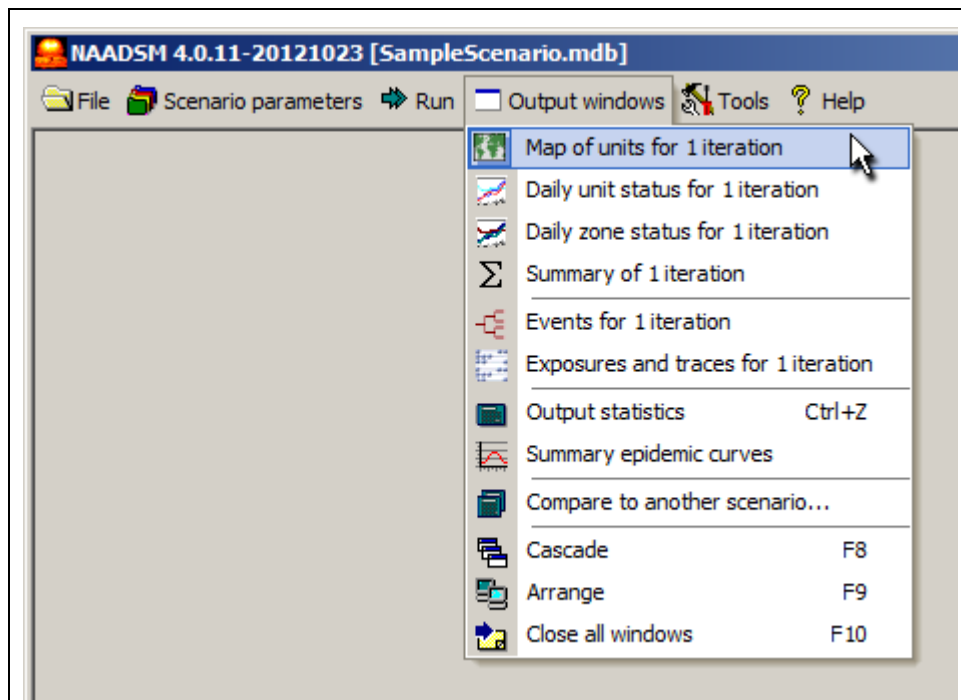 NAADSM 4.0.11-20121023 [SampleScenario.mdb]
File Scenario parameters Run Output windows Tools Help
Map of units for 1 iteration
Daily unit status for 1 iteration
Daily zone status for 1 iteration
Σ Summary of 1 iteration
Events for 1 iteration
Exposures and traces for 1 iteration
Output statistics Ctrl+Z
Summary epidemic curves
Compare to another scenario...
Cascade F8
Arrange F9
Close all windows F10